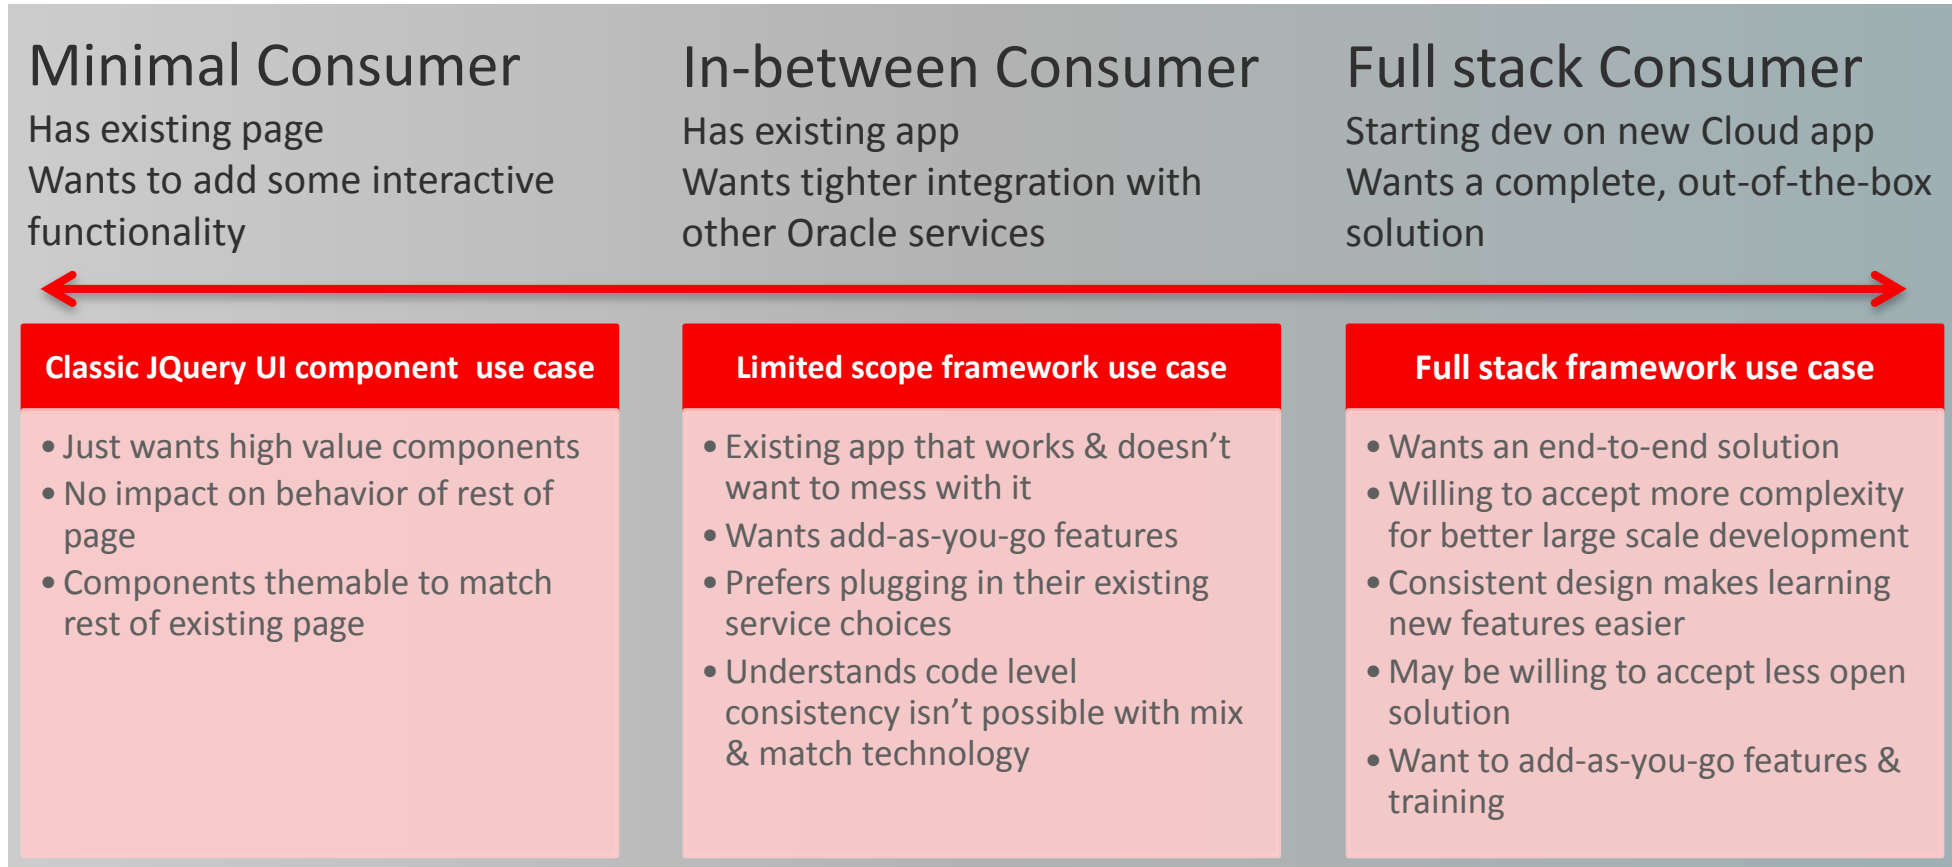 Minimal Consumer
Has existing page
Wants to add some interactive
functionality
In-between Consumer
Has existing app
Wants tighter integration with
other Oracle services
Full stack Consumer
Starting dev on new Cloud app
Wants a complete, out-of-the-box
solution
Classic JQuery UI component use case
• Just wants high value components
• No impact on behavior of rest of
page
• Components themable to match
rest of existing page
Limited scope framework use case
• Existing app that works & doesn’t
want to mess with it
• Wants add-as-you-go features
• Prefers plugging in their existing
service choices
• Understands code level
consistency isn’t possible with mix
& match technology
Full stack framework use case
• Wants an end-to-end solution
• Willing to accept more complexity
for better large scale development
• Consistent design makes learning
new features easier
• May be willing to accept less open
solution
• Want to add-as-you-go features &
training